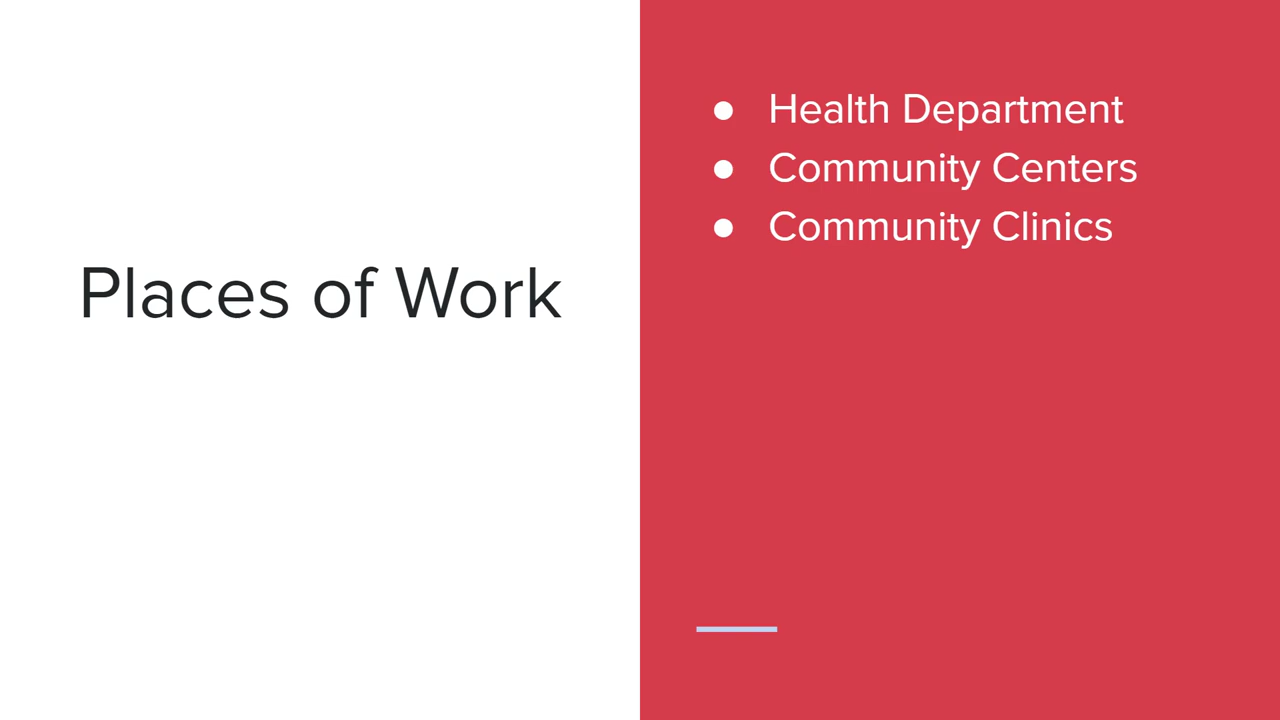 Places of Work
● Health Department
● Community Centers
● Community Clinics